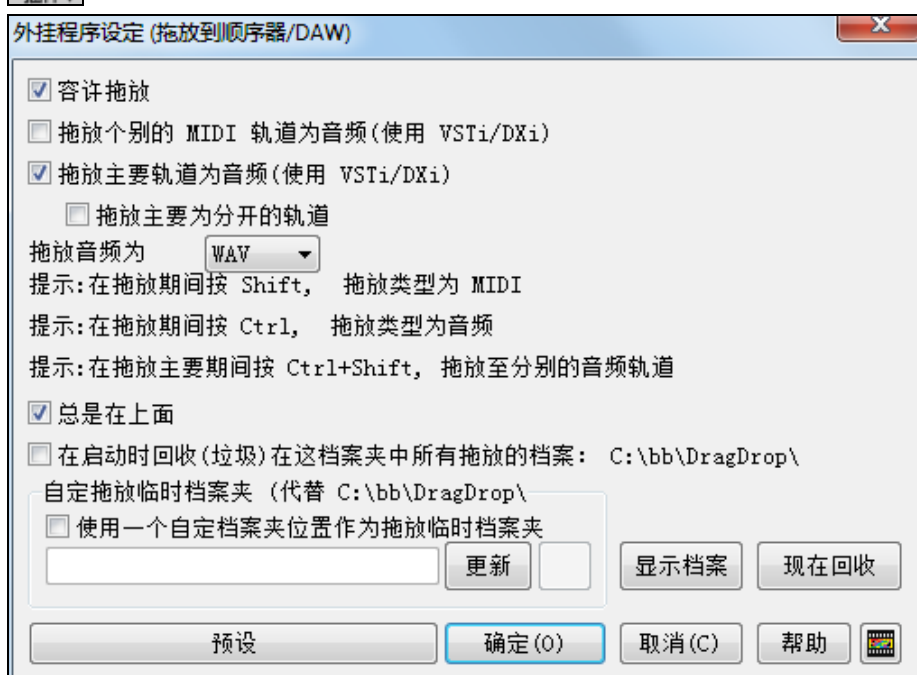 外挂程序设定 (拖放到顺序器/DAW)
容许拖放
拖放个别的 MIDI 轨道为音频(使用 VSTi/DXi)
拖放主要轨道为音频(使用 VSTi/DXi)
拖放主要为分开的轨道
拖放音频为 WAV
提示:在拖放期间按 Shift, 拖放类型为 MIDI
提示:在拖放期间按 Ctrl, 拖放类型为音频
提示:在拖放主要期间按 Ctrl+Shift, 拖放至分别的音频轨道
总是在上面
在启动时回收(垃圾)在这档案夹中所有拖放的档案: C:\bb\DragDrop\
自定拖放临时档案夹 (代替 C:\bb\DragDrop\
使用一个自定档案夹位置作为拖放临时档案夹
更新 显示档案 现在回收
预设 确定(O) 取消(C) 帮助